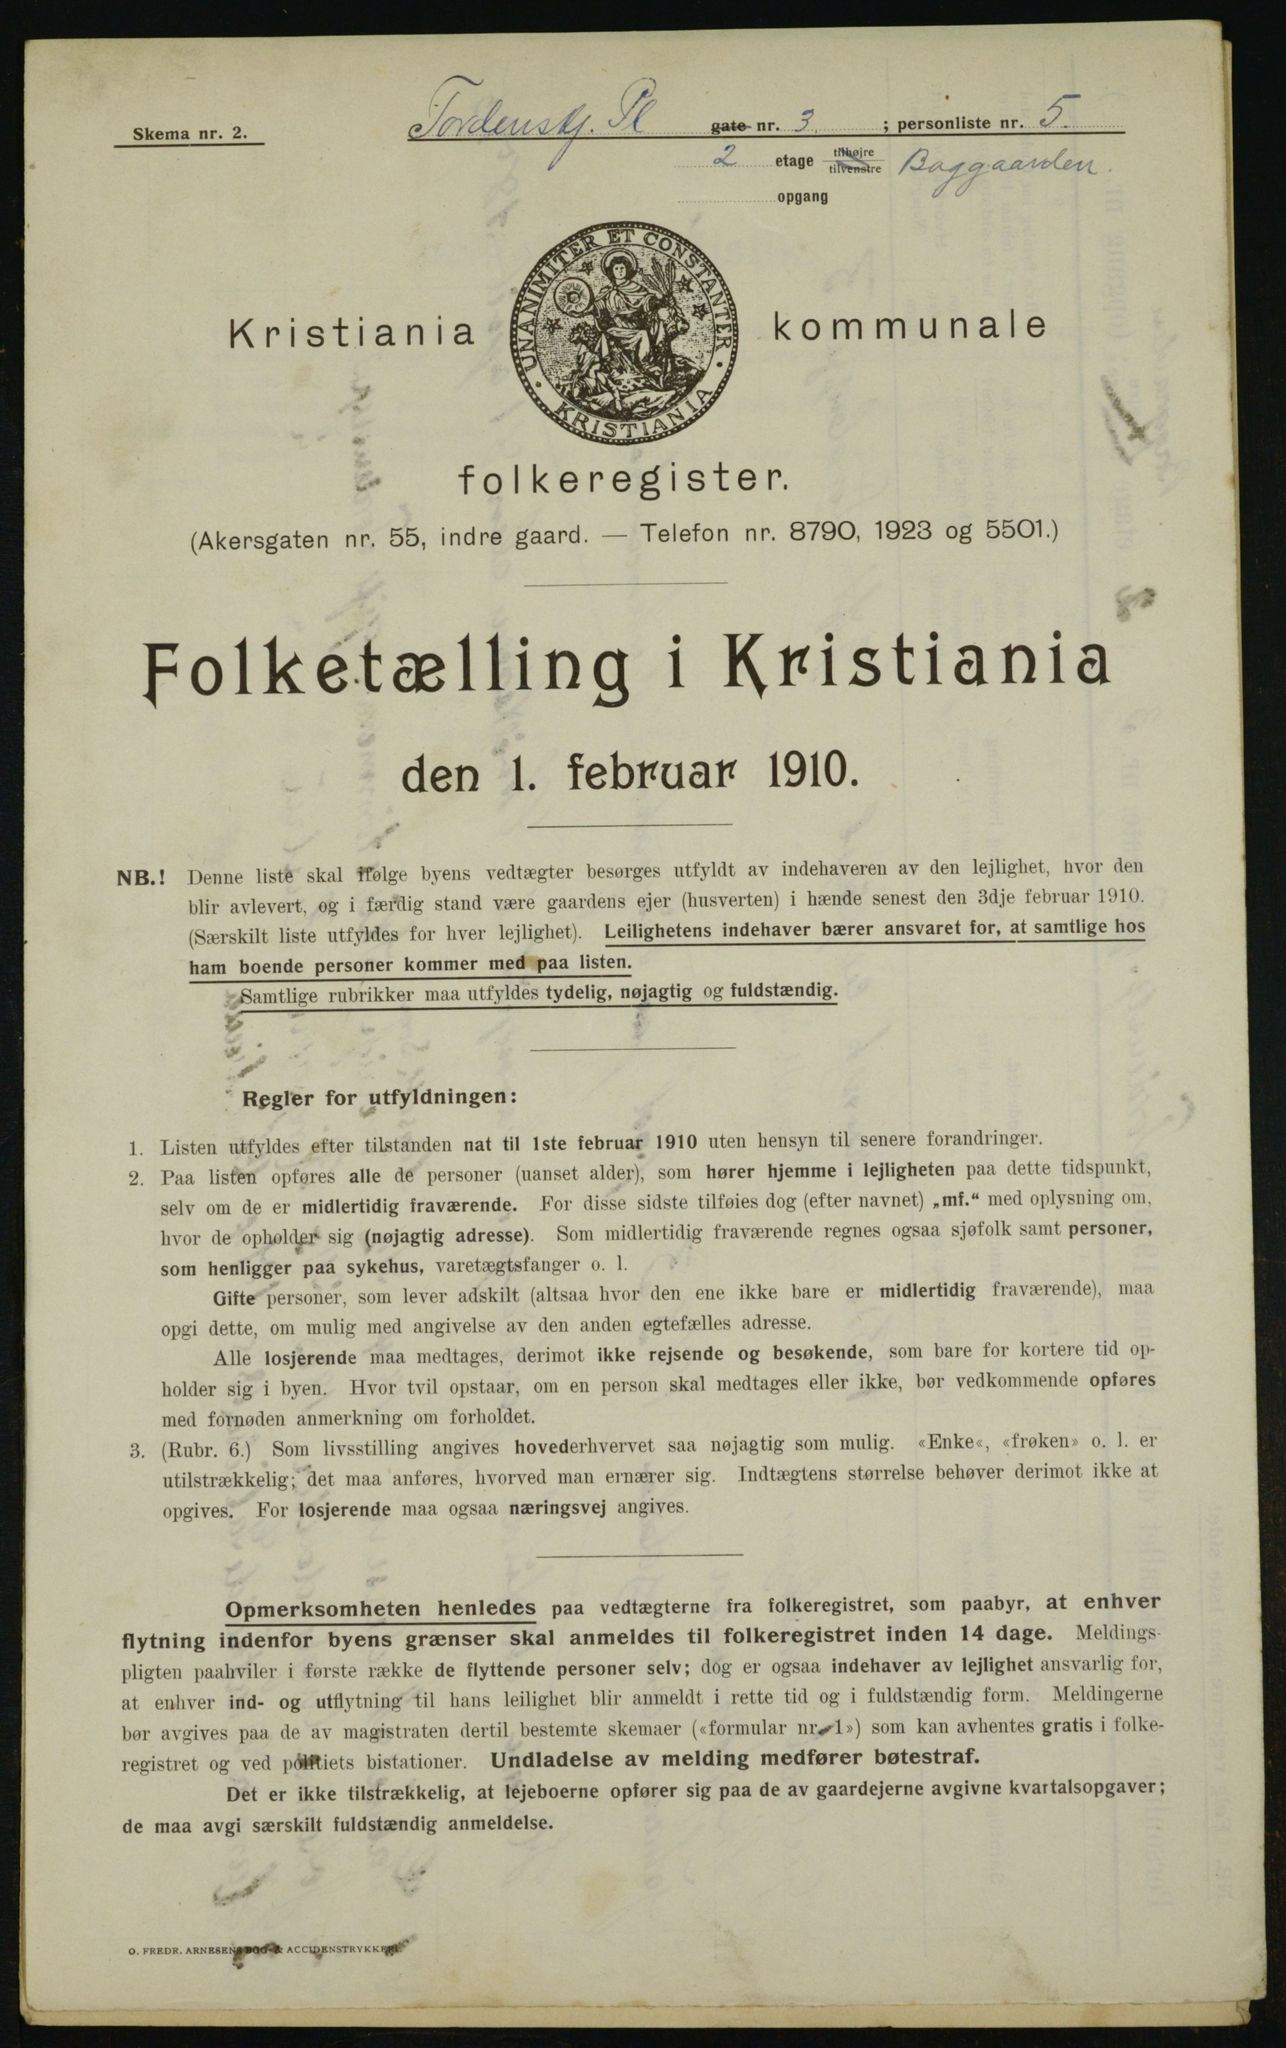 Skema nr. 2.
Tordenskj. Pl gate nr. 3 ; personliste nr. 5.
2 etage tilhøjre tilvenstre Baggaarden.
opgang
UNANIMITER ET CONSTANTER
KRISTIANIA
Kristiania kommunale
folkeregister.
(Akersgaten nr. 55, indre gaard. — Telefon nr. 8790, 1923 og 5501.)
Folketælling i Kristiania
den 1. februar 1910.
NB.! Denne liste skal ifølge byens vedtægter besørges utfyldt av indehaveren av den lejlighet, hvor den
blir avlevert, og i færdig stand være gaardens ejer (husverten) i hænde senest den 3dje februar 1910.
(Særskilt liste utfyldes for hver lejlighet). Leilighetens indehaver bærer ansvaret for, at samtlige hos
ham boende personer kommer med paa listen.
Samtlige rubrikker maa utfyldes tydelig, nøjagtig og fuldstændig.
Regler for utfyldningen:
1. Listen utfyldes efter tilstanden nat til 1ste februar 1910 uten hensyn til senere forandringer.
2. Paa listen opføres alle de personer (uanset alder), som hører hjemme i lejligheten paa dette tidspunkt,
selv om de er midlertidig fraværende. For disse sidste tilføies dog (efter navnet) „mf.“ med oplysning om,
hvor de opholder sig (nøjagtig adresse). Som midlertidig fraværende regnes ogsaa sjøfolk samt personer,
som henligger paa sykehus, varetægtsfanger o. l.
Gifte personer, som lever adskilt (altsaa hvor den ene ikke bare er midlertidig fraværende), maa
opgi dette, om mulig med angivelse av den anden egtefælles adresse.
Alle losjerende maa medtages, derimot ikke rejsende og besøkende, som bare for kortere tid op-
holder sig i byen. Hvor tvil opstaar, om en person skal medtages eller ikke, bør vedkommende opføres
med fornøden anmerkning om forholdet.
3. (Rubr. 6.) Som livsstilling angives hovederhvervet saa nøjagtig som mulig. «Enke«, «frøken» o. l. er
utilstrækkelig; det maa anføres, hvorved man ernærer sig. Indtægtens størrelse behøver derimot ikke at
opgives. For losjerende maa ogsaa næringsvej angives.
Opmerksomheten henledes paa vedtægterne fra folkeregistret, som paabyr, at enhver
flytning indenfor byens grænser skal anmeldes til folkeregistret inden 14 dage. Meldings-
pligten paahviler i første række de flyttende personer selv; dog er ogsaa indehaver av lejlighet ansvarlig for,
at enhver ind- og utflytning til hans leilighet blir anmeldt i rette tid og i fuldstændig form. Meldingerne
bør avgives paa de av magistraten dertil bestemte skemaer («formular nr. 1») som kan avhentes gratis i folke-
registret og ved politiets bistationer. Undladelse av melding medfører bøtestraf.
Det er ikke tilstrækkelig, at lejeboerne opfører sig paa de av gaardejerne avgivne kvartalsopgaver;
de maa avgi særskilt fuldstændig anmeldelse.
O. FREDR. ARNESENS BOG- & ACCIDENSTRYKKERI.